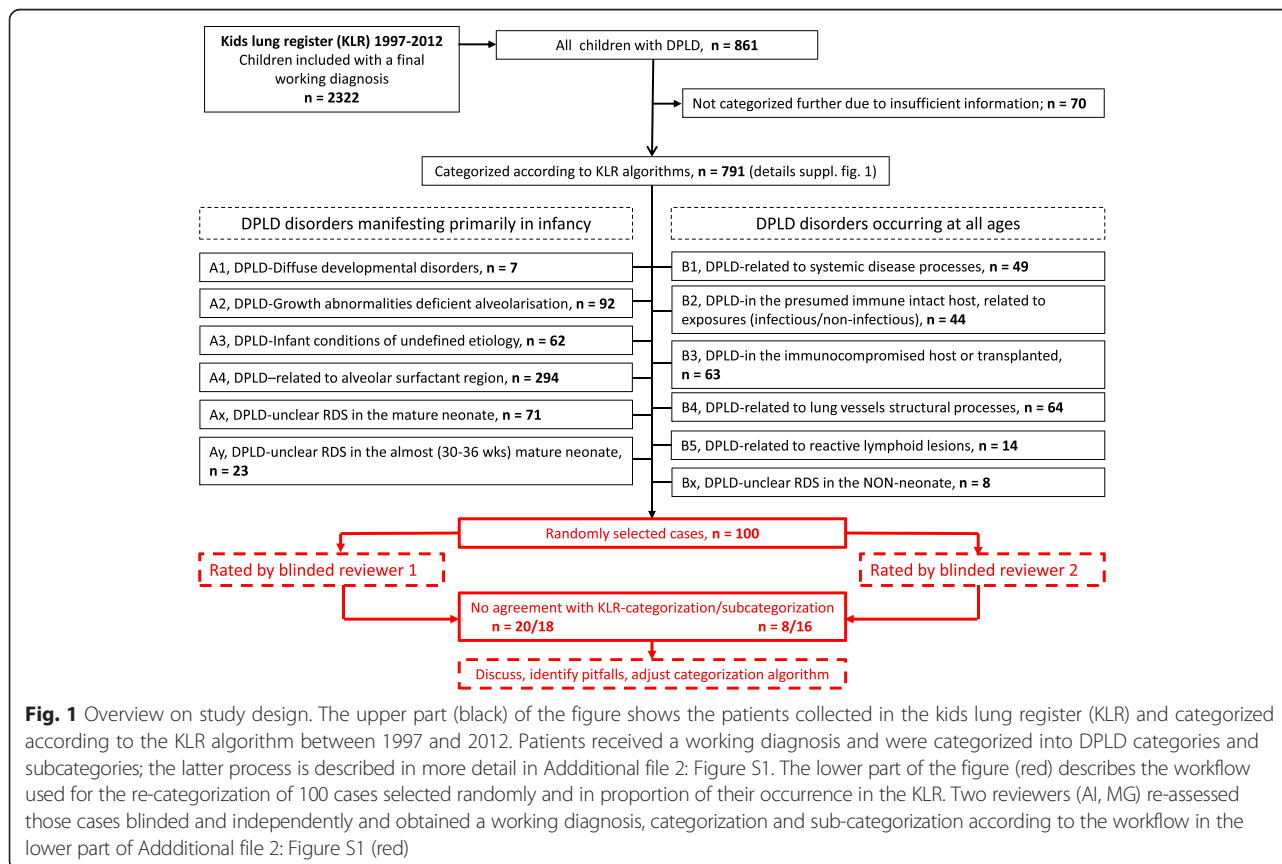 Kids lung register (KLR) 1997-2012
Children included with a final
working diagnosis
n = 2322
All children with DPLD, n = 861
Not categorized further due to insufficient information; n = 70
Categorized according to KLR algorithms, n = 791 (details suppl. fig. 1)
DPLD disorders manifesting primarily in infancy
A1, DPLD-Diffuse developmental disorders, n = 7
A2, DPLD-Growth abnormalities deficient alveolarisation, n = 92
A3, DPLD-Infant conditions of undefined etiology, n = 62
A4, DPLD–related to alveolar surfactant region, n = 294
Ax, DPLD-unclear RDS in the mature neonate, n = 71
Ay, DPLD-unclear RDS in the almost (30-36 wks) mature neonate,
n = 23
DPLD disorders occurring at all ages
B1, DPLD-related to systemic disease processes, n = 49
B2, DPLD-in the presumed immune intact host, related to
exposures (infectious/non-infectious), n = 44
B3, DPLD-in the immunocompromised host or transplanted,
n = 63
B4, DPLD-related to lung vessels structural processes, n = 64
B5, DPLD-related to reactive lymphoid lesions, n = 14
Bx, DPLD-unclear RDS in the NON-neonate, n = 8
Randomly selected cases, n = 100
Rated by blinded reviewer 1
Rated by blinded reviewer 2
No agreement with KLR-categorization/subcategorization
n = 20/18 n = 8/16
Discuss, identify pitfalls, adjust categorization algorithm
Fig. 1 Overview on study design. The upper part (black) of the figure shows the patients collected in the kids lung register (KLR) and categorized
according to the KLR algorithm between 1997 and 2012. Patients received a working diagnosis and were categorized into DPLD categories and
subcategories; the latter process is described in more detail in Addditional file 2: Figure S1. The lower part of the figure (red) describes the workflow
used for the re-categorization of 100 cases selected randomly and in proportion of their occurrence in the KLR. Two reviewers (AI, MG) re-assessed
those cases blinded and independently and obtained a working diagnosis, categorization and sub-categorization according to the workflow in the
lower part of Addditional file 2: Figure S1 (red)